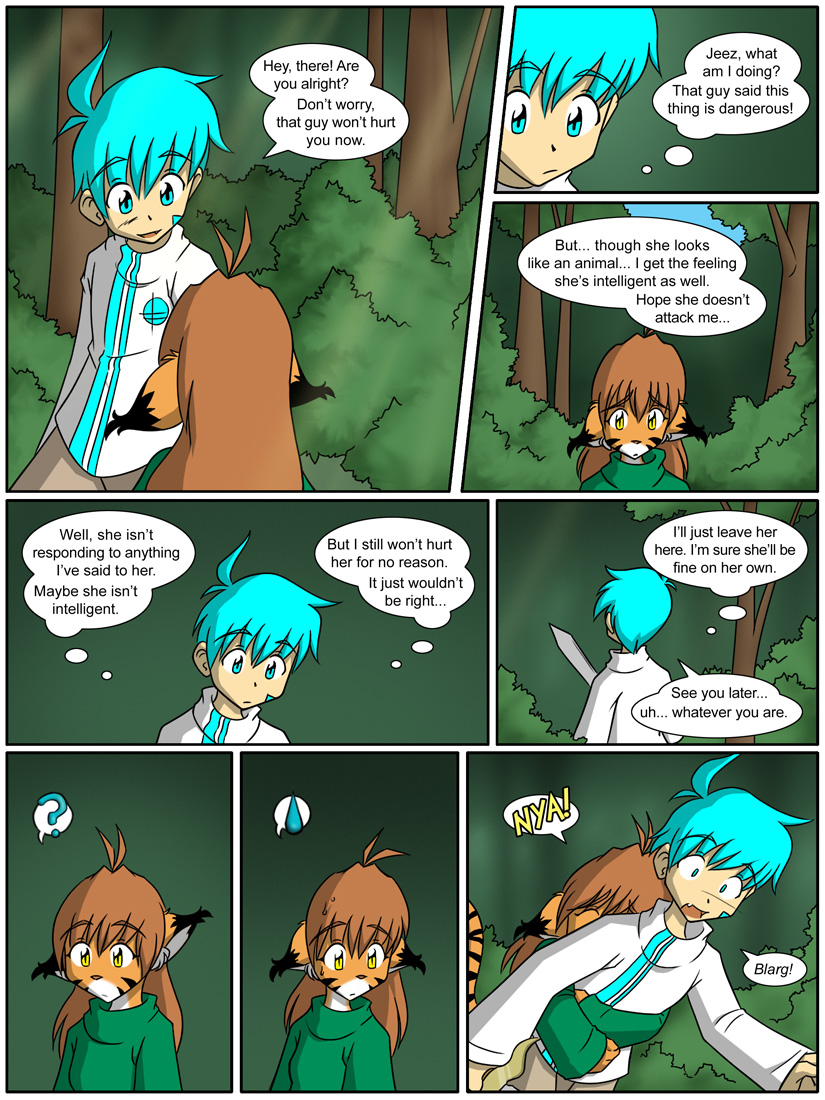 Hey, there! Are
you alright?
Don't worry,
that guy won't hurt
you now.
Jeez, what
am I doing?
That guy said this
thing is dangerous!
But... though she looks
like an animal... I get the feeling
she's intelligent as well.
Hope she doesn't
attack me...
Well, she isn't
responding to anything
I've said to her.
Maybe she isn't
intelligent.
But I still won't hurt
her for no reason.
It just wouldn't
be right...
I'll just leave her
here. I'm sure she'll be
fine on her own.
See you later...
uh... whatever you are.
?
NYA!
Blarg!